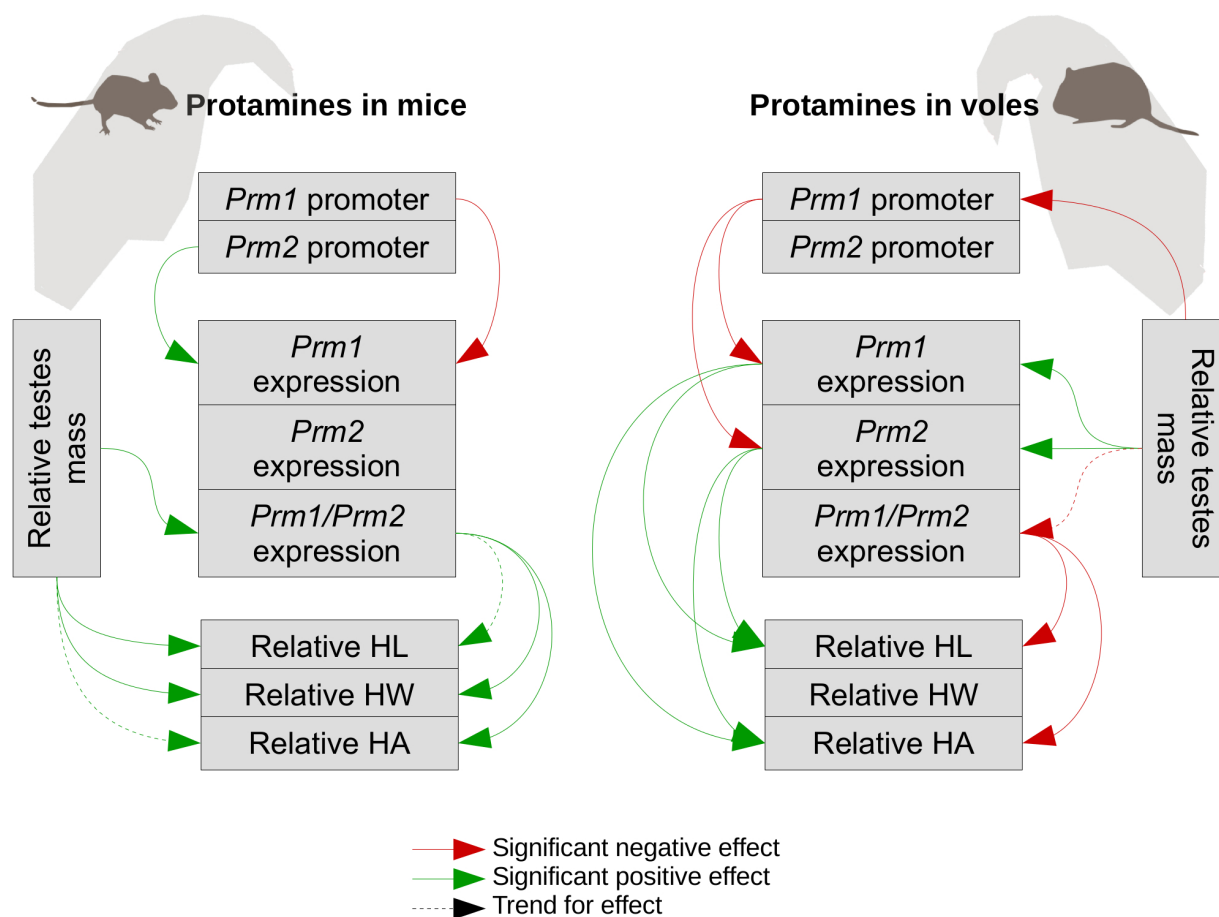 Protamines in mice
Prm1 promoter
Prm2 promoter
Relative testes
mass
Prm1
expression
Prm2
expression
Prm1/Prm2
expression
Relative HL
Relative HW
Relative HA
Protamines in voles
Prm1 promoter
Prm2 promoter
Prm1
expression
Prm2
expression
Prm1/Prm2
expression
Relative testes
mass
Relative HL
Relative HW
Relative HA
Significant negative effect
Significant positive effect
Trend for effect